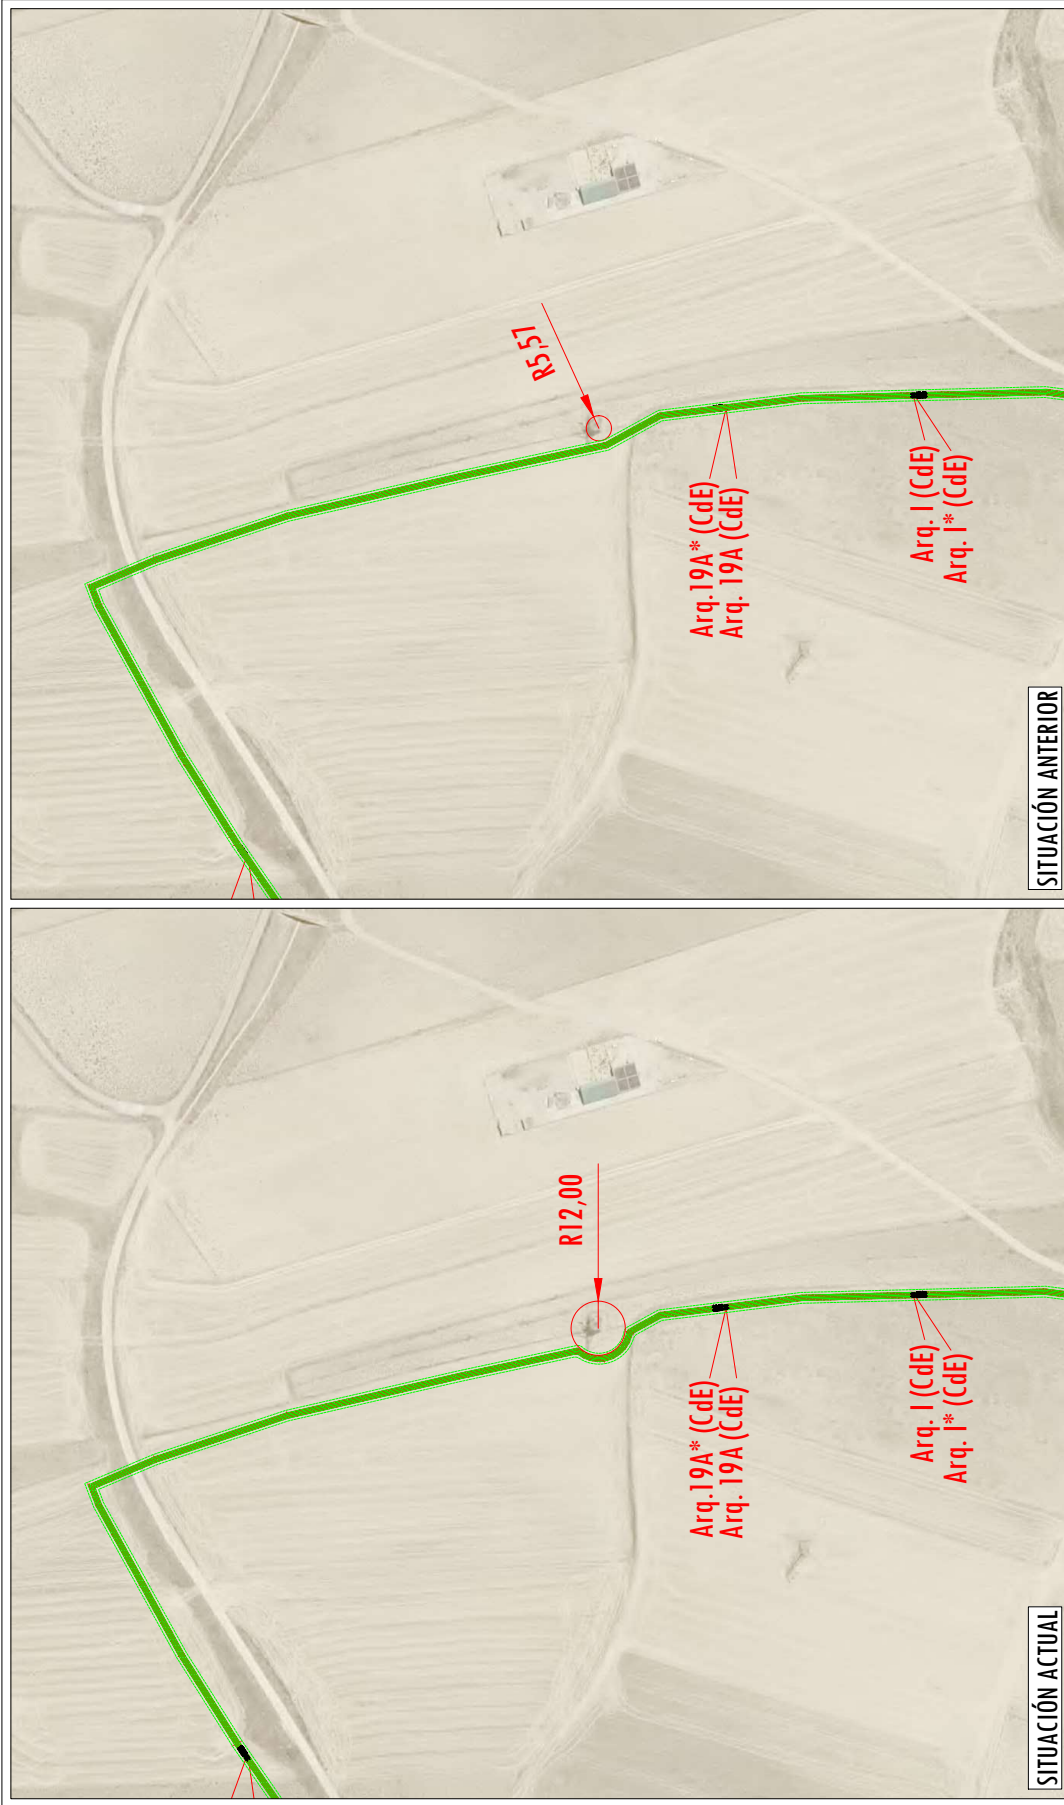 R5,57
Arq.19A* (CdE)
Arq. 19A (CdE)
Arq. I (CdE)
Arq. I* (CdE)
SITUACIÓN ANTERIOR
R12,00
Arq.19A* (CdE)
Arq. 19A (CdE)
Arq. I (CdE)
Arq. I* (CdE)
SITUACIÓN ACTUAL